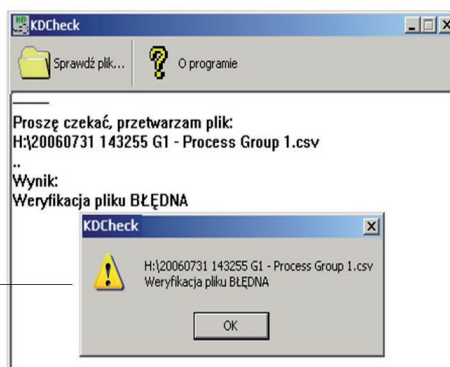 KDCheck
Sprawdź plik... O programie
Proszę czekać, przetwarzam plik:
H:\20060731 143255 G1 - Process Group 1.csv
..
Wynik:
Weryfikacja pliku BŁĘDNA
KDCheck
H:\20060731 143255 G1 - Process Group 1.csv
Weryfikacja pliku BŁĘDNA
OK